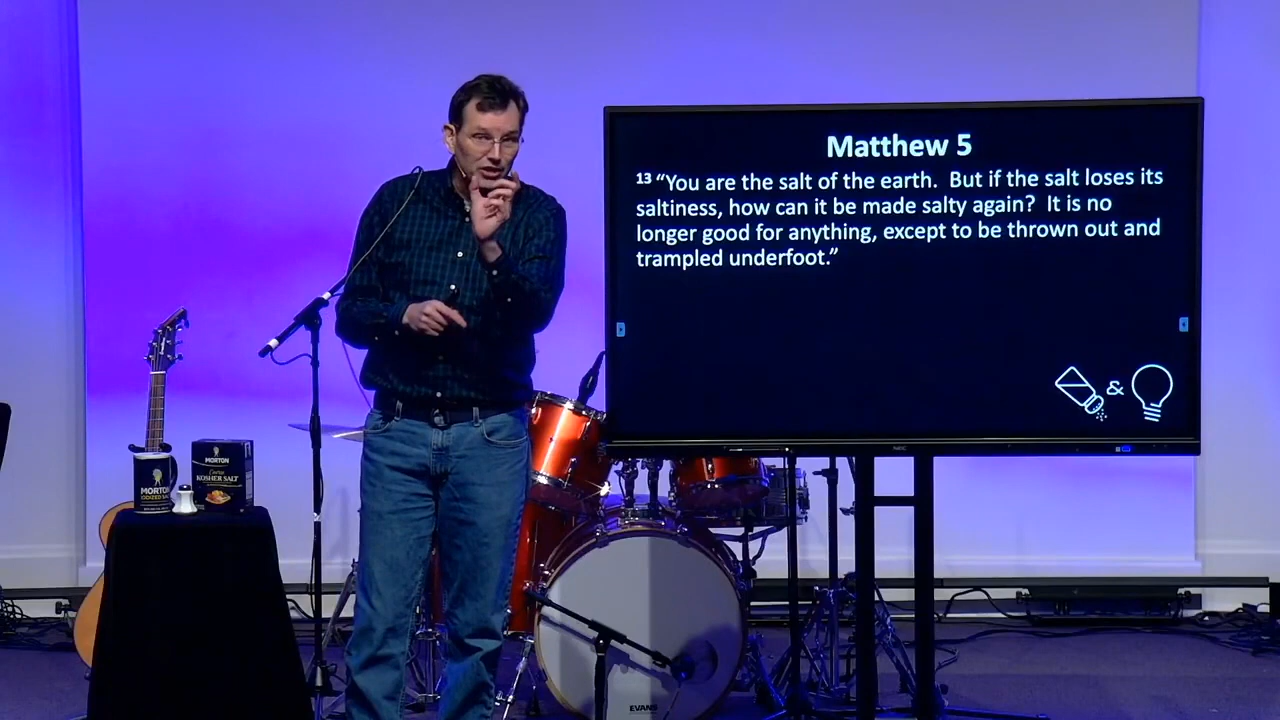 Matthew 5
13 “You are the salt of the earth.  But if the salt loses its
saltiness, how can it be made salty again?  It is no
longer good for anything, except to be thrown out and
trampled underfoot.”
&
NEC
MORTON
Coarse
KOSHER SALT
MORTON
IODIZED SALT
EVANS